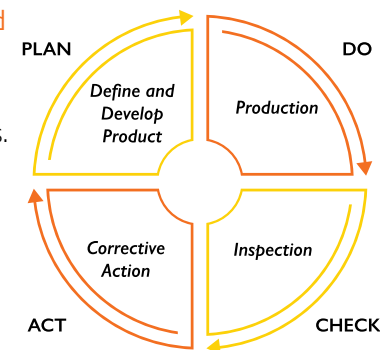 d
PLAN
DO
Define and
Develop
Product
Production
s.
Corrective
Action
Inspection
ACT
CHECK